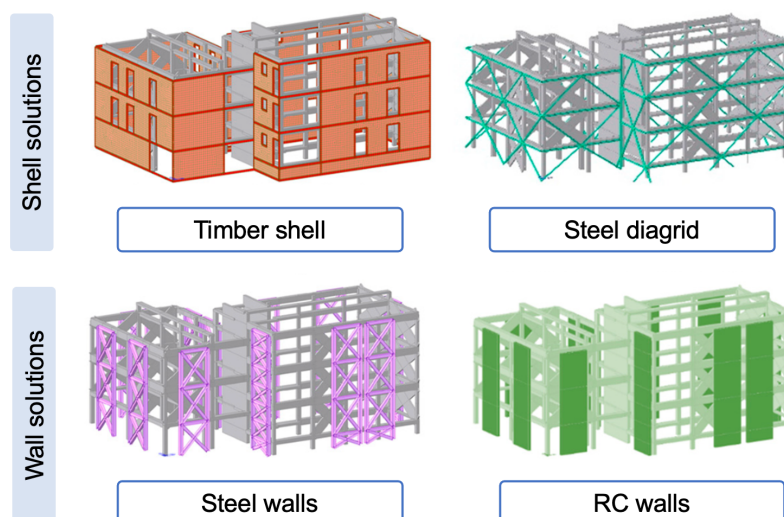 Shell solutions
Timber shell
Steel diagrid
Wall solutions
Steel walls
RC walls